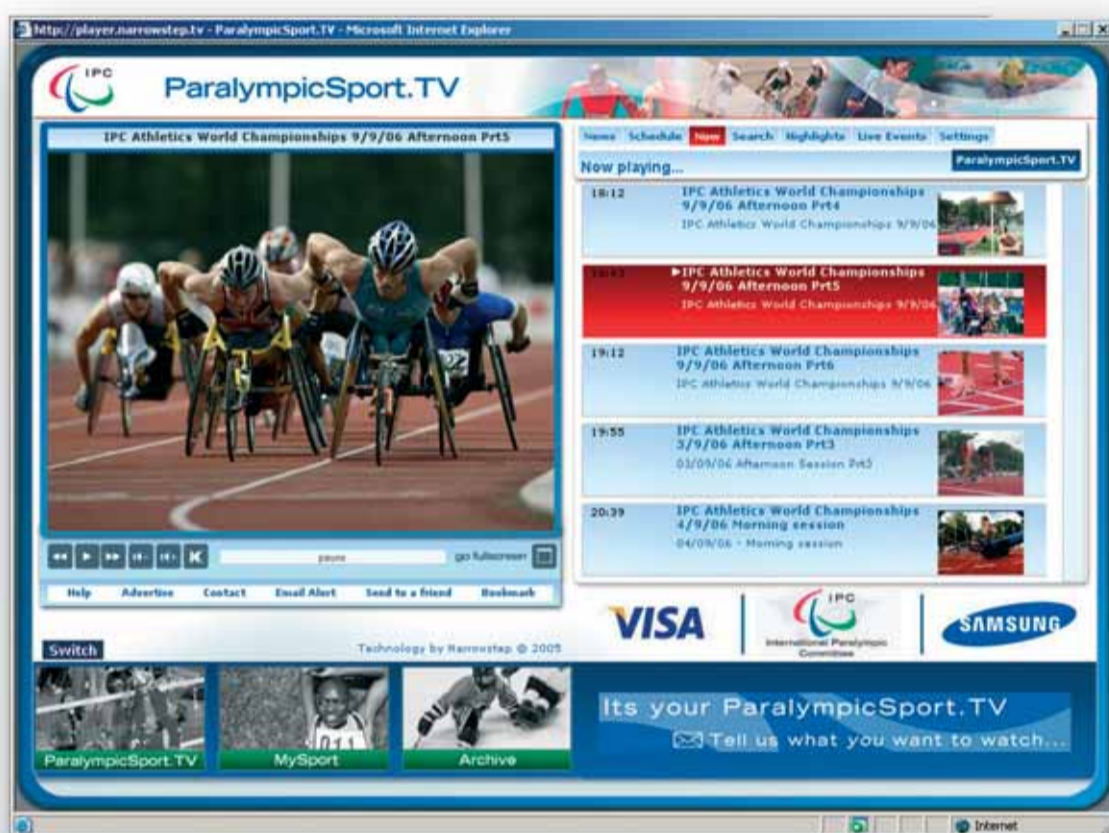 http://player.narrowstep.tv - ParalympicSport.TV - Microsoft Internet Explorer
IPC
ParalympicSport.TV
IPC Athletics World Championships 9/9/06 Afternoon Prt5
Home Schedule Now Search Highlights Live Events Settings
Now playing...
ParalympicSport.TV
18:12
IPC Athletics World Championships
9/9/06 Afternoon Prt4
IPC Athletics World Championships 9/9/06
►IPC Athletics World Championships
9/9/06 Afternoon Prt5
IPC Athletics World Championships 9/9/06
19:12
IPC Athletics World Championships
9/9/06 Afternoon Prt6
IPC Athletics World Championships 9/9/06
19:55
IPC Athletics World Championships
3/9/06 Afternoon Prt3
03/09/06 Afternoon Session Prt3
20:39
IPC Athletics World Championships
4/9/06 Morning session
04/09/06 - Morning session
pause
go fullscreen
Help Advertise Contact Email Alert Send to a friend Bookmark
VISA
IPC
International Paralympic
Committee
SAMSUNG
Switch
Technology by Narrowstep © 2005
011
ParalympicSport.TV
MySport
Archive
Its your ParalympicSport.TV
Tell us what you want to watch...
Internet